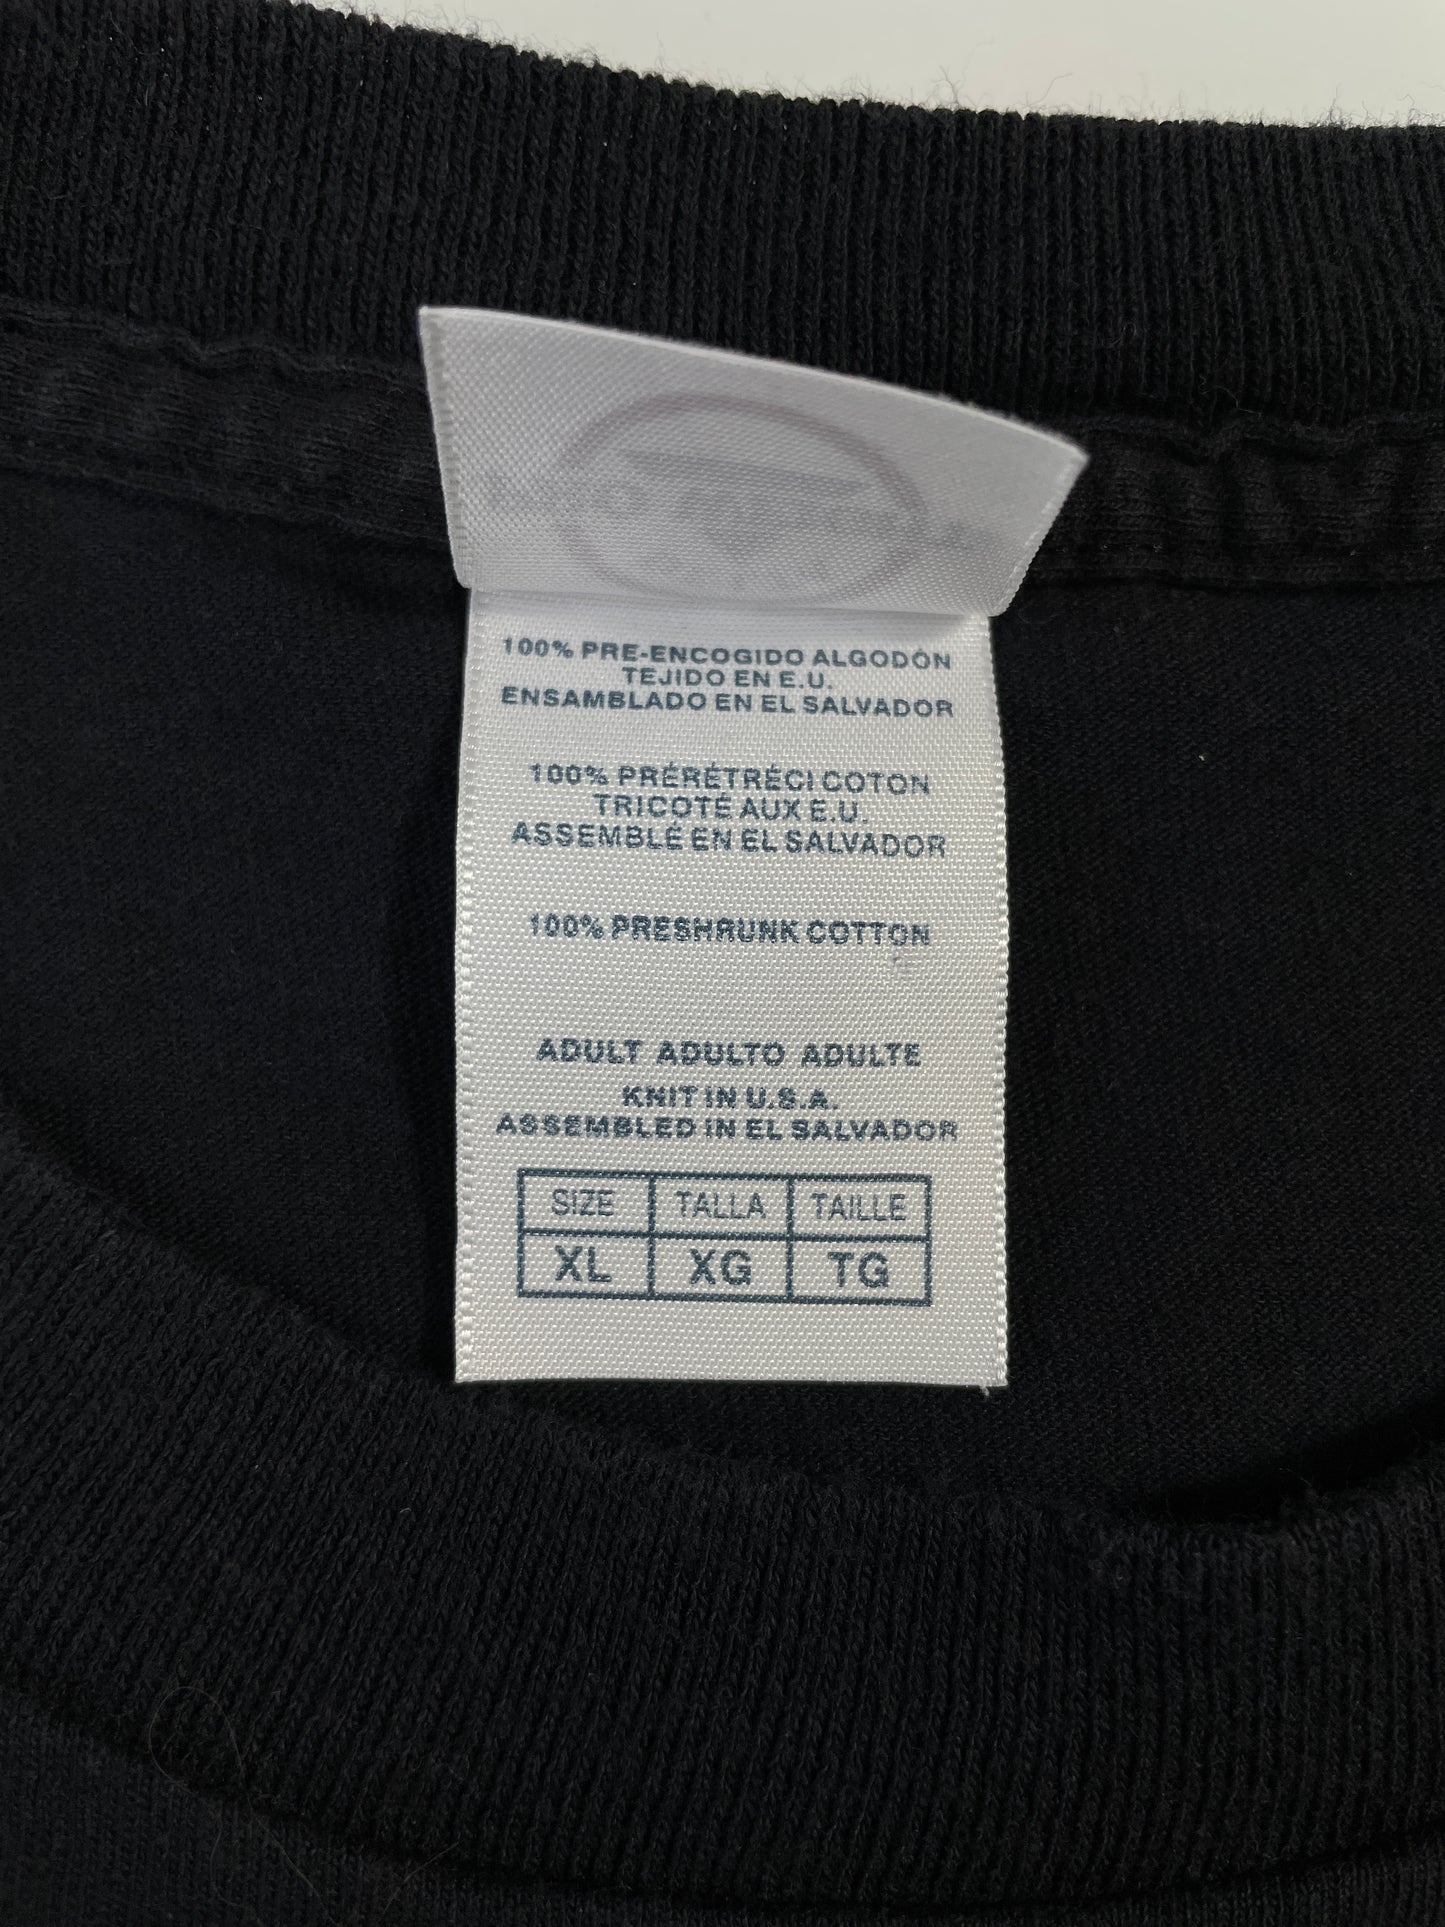 100% PRE-ENCOGIDO ALGODÓN
TEJIDO EN E.U.
ENSAMBLADO EN EL SALVADOR
100% PRÉRÉTRÉCI COTON
TRICOTÉ AUX E.U.
ASSEMBLÉ EN EL SALVADOR
100% PRESHRUNK COTTON
ADULT ADULTO ADULTE
KNIT IN U.S.A.
ASSEMBLED IN EL SALVADOR
SIZE TALLA TAILLE
XL XG TG